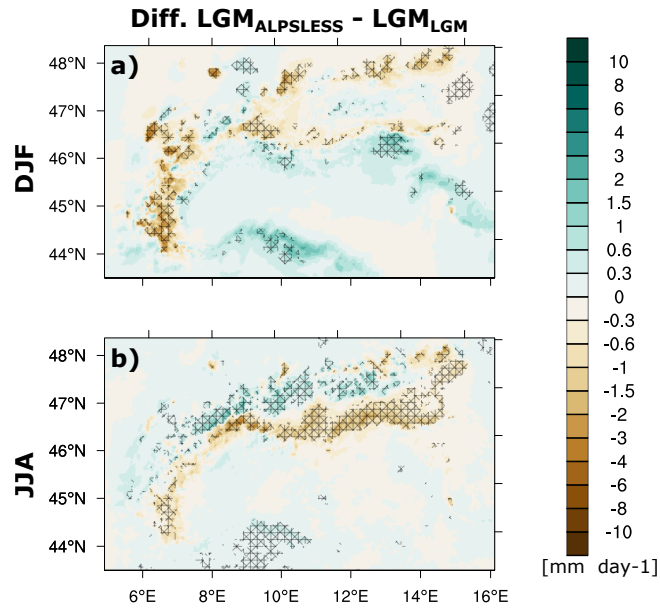 Diff. LGM_ALPSLESS - LGM_LGM
a)
DJF
48°N
47°N
46°N
45°N
44°N
b)
JJA
48°N
47°N
46°N
45°N
44°N
6°E 8°E 10°E 12°E 14°E 16°E
10
8
6
4
3
2
1.5
1
0.6
0.3
0
-0.3
-0.6
-1
-1.5
-2
-3
-4
-6
-8
-10
[mm day-1]